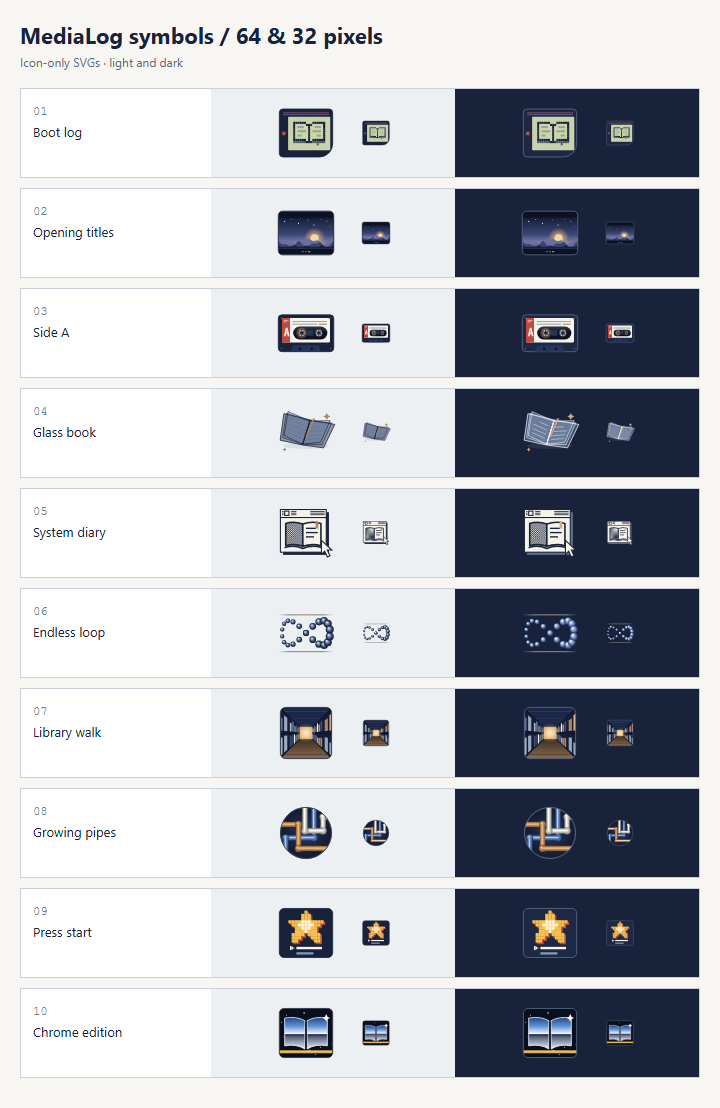 MediaLog symbols / 64 & 32 pixels
Icon-only SVGs · light and dark
01
Boot log
02
Opening titles
03
Side A
A
A
A
A
04
Glass book
05
System diary
06
Endless loop
07
Library walk
08
Growing pipes
09
Press start
10
Chrome edition